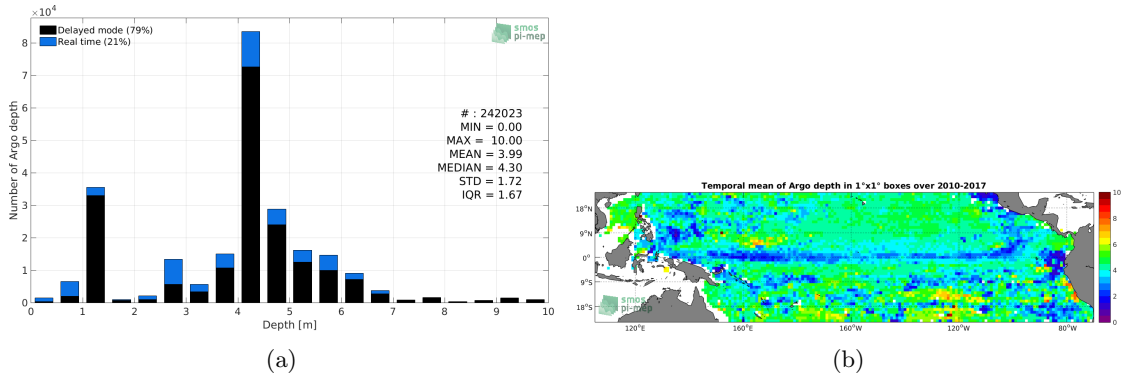 ×10⁴
Delayed mode (79%)
Real time (21%)
smos
pi-mep
8
7
6
5
4
3
2
1
0
Number of Argo depth
# : 242023
MIN = 0.00
MAX = 10.00
MEAN = 3.99
MEDIAN = 4.30
STD = 1.72
IQR = 1.67
0 1 2 3 4 5 6 7 8 9 10
Depth [m]
(a)
Temporal mean of Argo depth in 1°x1° boxes over 2010-2017
18°N
9°N
0°
9°S
18°S
smos
pi-mep
120°E 160°E 160°W 120°W 80°W
10
8
6
4
2
0
(b)